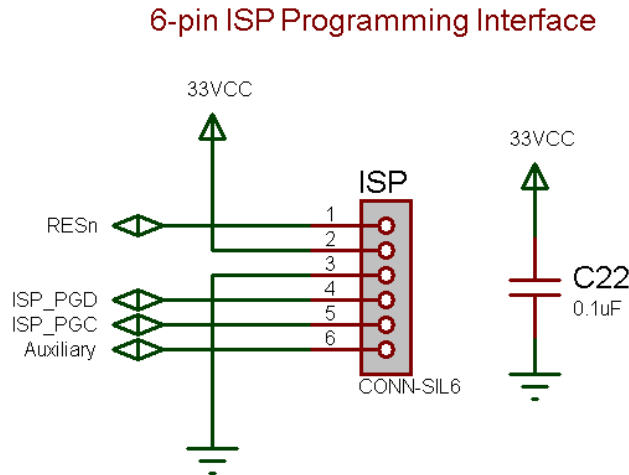 6-pin ISP Programming Interface
33VCC
33VCC
ISP
RESn
1
2
3
ISP_PGD
4
ISP_PGC
5
Auxiliary
6
CONN-SIL6
C22
0.1uF